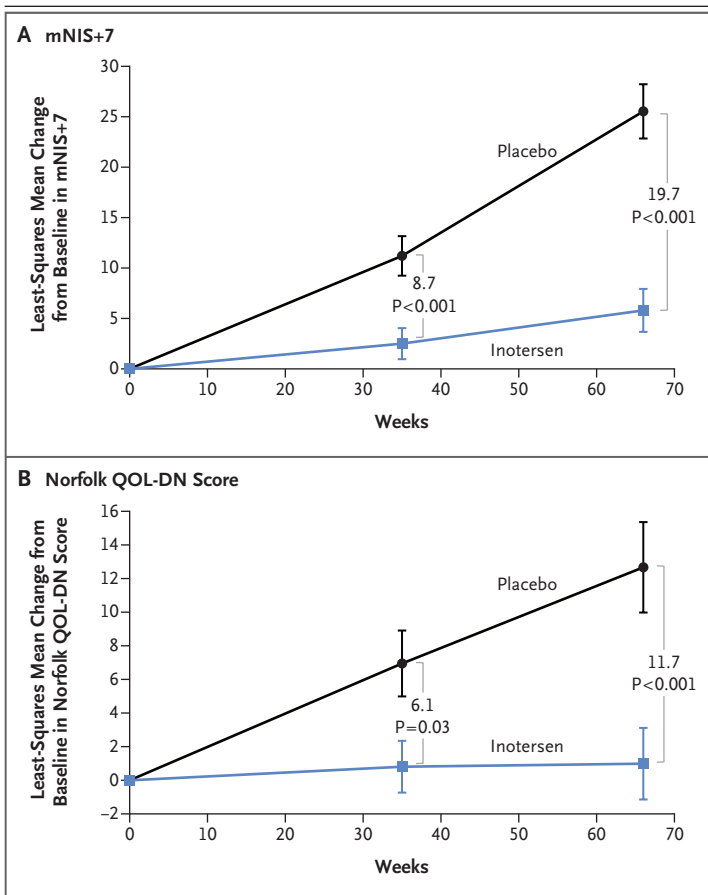 A mNIS+7
Least-Squares Mean Change
from Baseline in mNIS+7
30
25
20
15
10
5
0
Placebo
19.7
P<0.001
8.7
P<0.001
Inotersen
0 10 20 30 40 50 60 70
Weeks
B Norfolk QOL-DN Score
Least-Squares Mean Change from
Baseline in Norfolk QOL-DN Score
16
14
12
10
8
6
4
2
0
−2
Placebo
11.7
P<0.001
6.1
P=0.03
Inotersen
0 10 20 30 40 50 60 70
Weeks